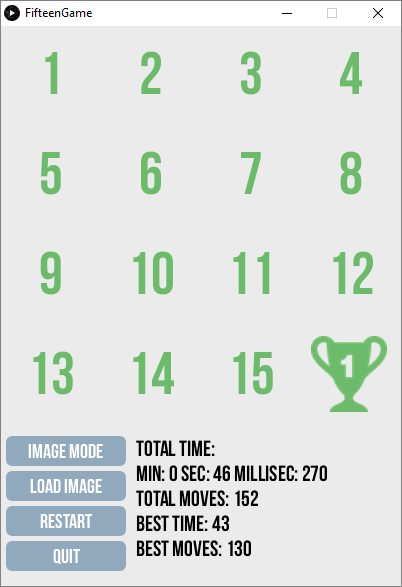 FifteenGame
1 2 3 4
5 6 7 8
9 10 11 12
13 14 15 1
IMAGE MODE
LOAD IMAGE
RESTART
QUIT
TOTAL TIME:
MIN: 0 SEC: 46 MILLISEC: 270
TOTAL MOVES: 152
BEST TIME: 43
BEST MOVES: 130